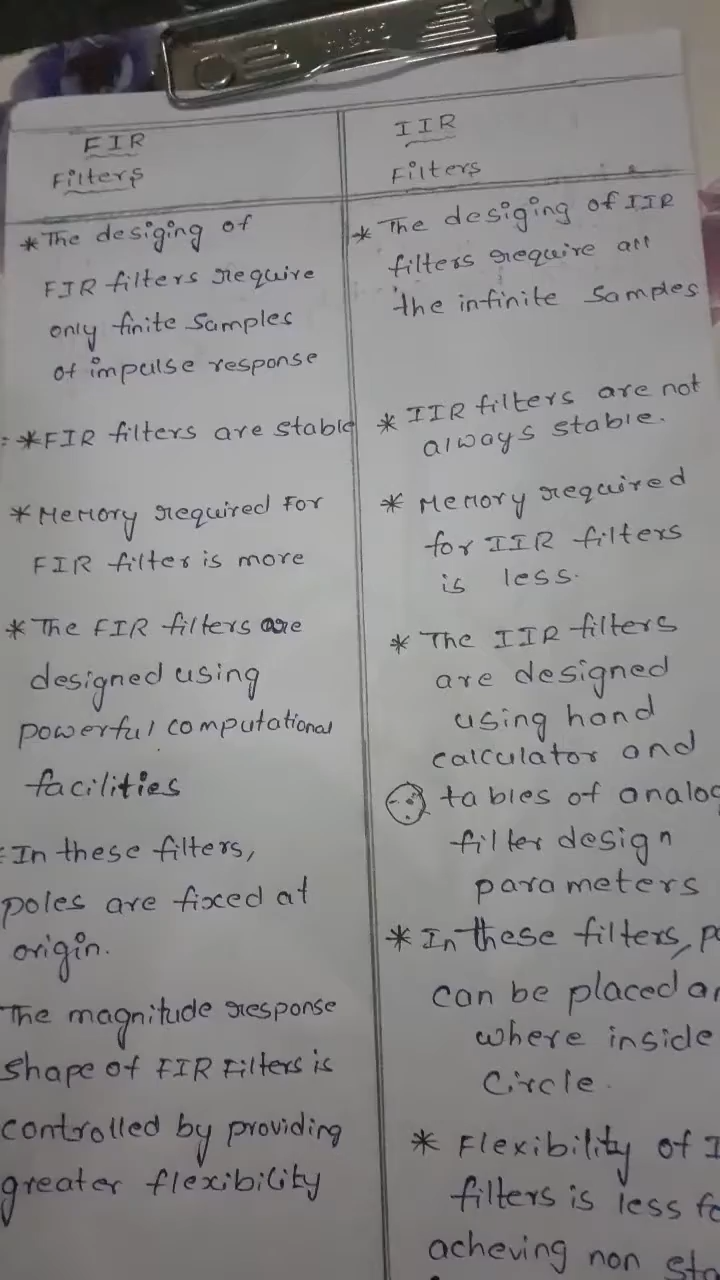 FIR
Filters
* The desiging of
FIR filters require
only finite samples
of impulse response
* FIR filters are stable
* Memory required For
FIR filter is more
* The FIR filters are
designed using
powerful computational
facilities
In these filters,
poles are fixed at
origin.
The magnitude response
shape of FIR Filters is
controlled by providing
greater flexibility
IIR
Filters
* The desiging of IIR
filters require all
the infinite samples
* IIR filters are not
always stable.
* Memory required
for IIR filters
is less.
* The IIR filters
are designed
using hand
calculator and
tables of analog
filter design
parameters
* In these filters,
can be placed
where inside
circle.
* Flexibility of
filters is less
acheving non